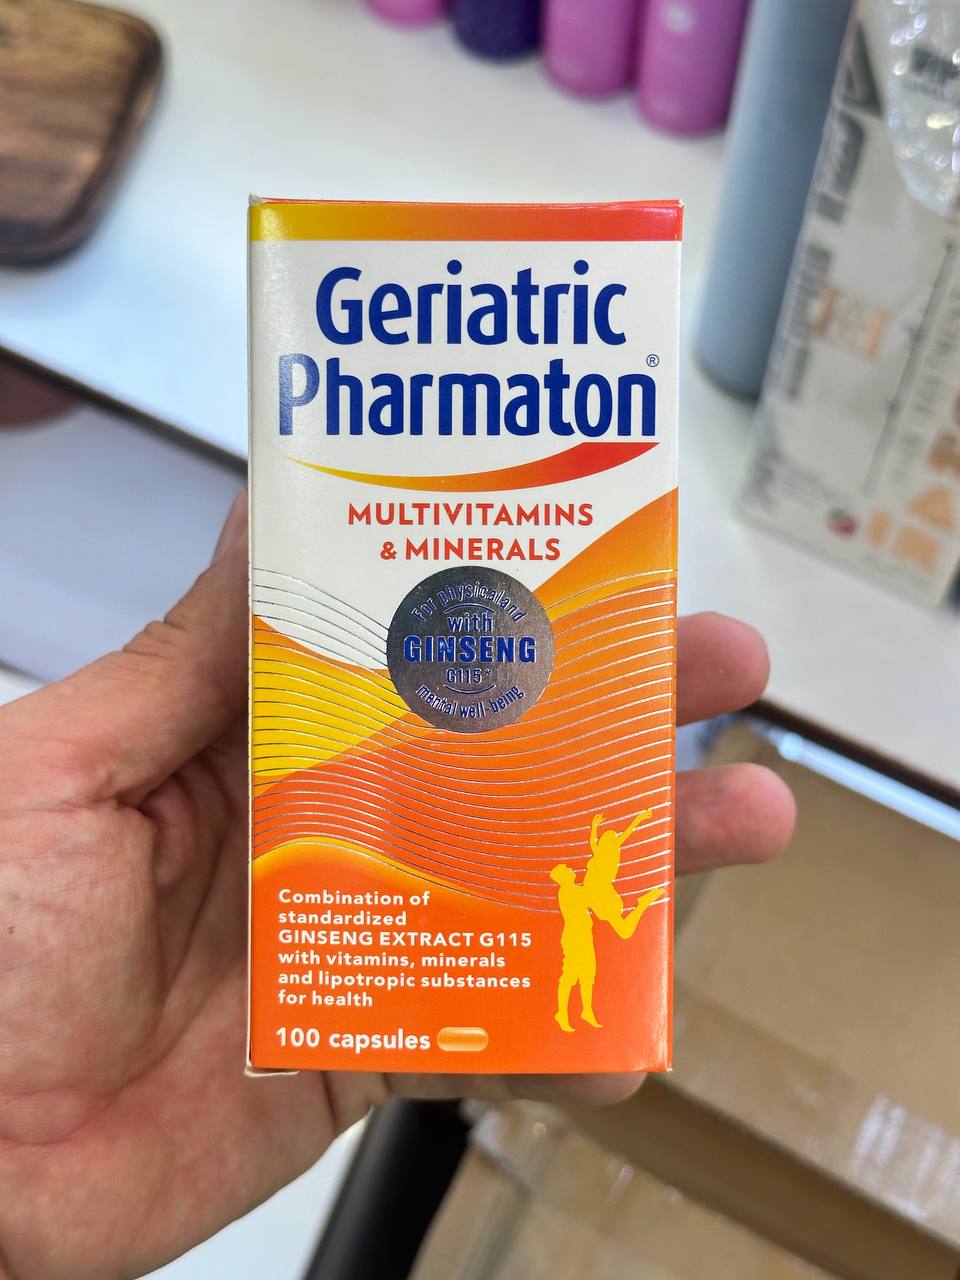 Geriatric
Pharmaton®
MULTIVITAMINS
& MINERALS
For physical and
with
GINSENG
G115®
mental well-being
Combination of
standardized
GINSENG EXTRACT G115
with vitamins, minerals
and lipotropic substances
for health
100 capsules